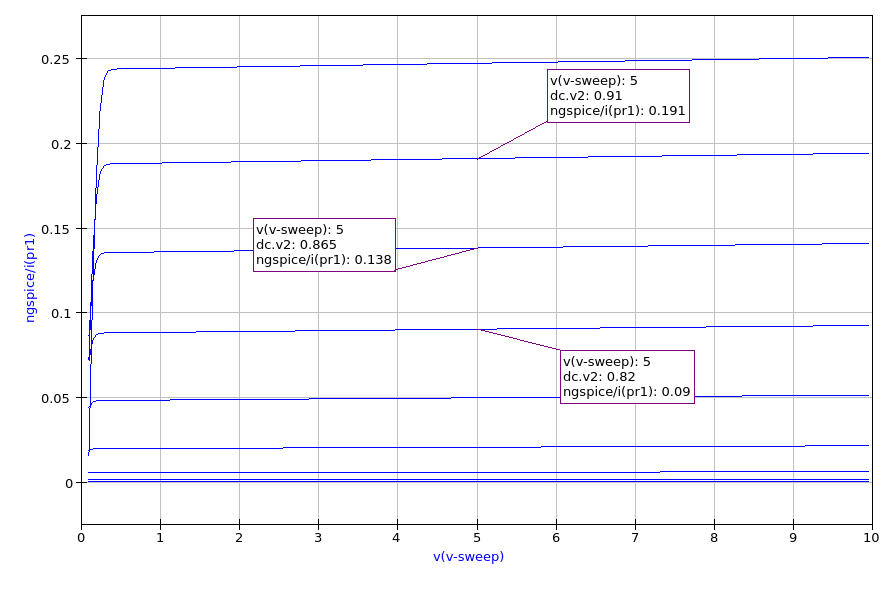 0.25
0.2
0.15
0.1
0.05
0
ngspice/i(pr1)
v(v-sweep): 5
dc.v2: 0.91
ngspice/i(pr1): 0.191
v(v-sweep): 5
dc.v2: 0.865
ngspice/i(pr1): 0.138
v(v-sweep): 5
dc.v2: 0.82
ngspice/i(pr1): 0.09
0 1 2 3 4 5 6 7 8 9 10
v(v-sweep)